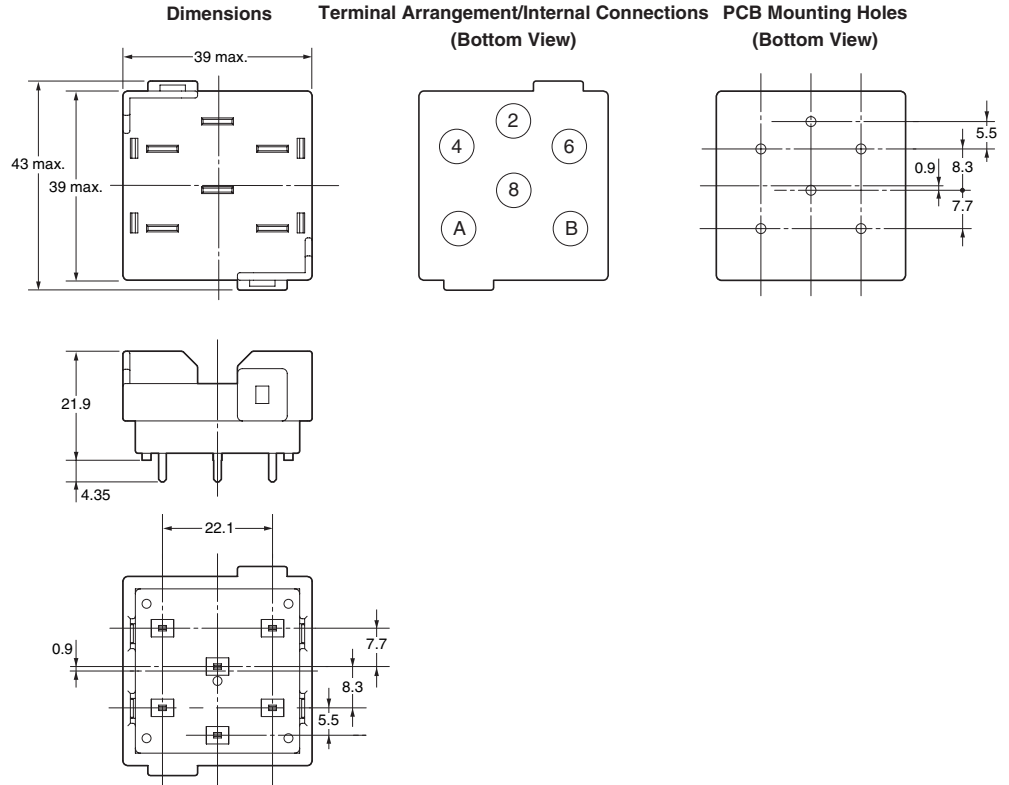 Dimensions
Terminal Arrangement/Internal Connections
(Bottom View)
PCB Mounting Holes
(Bottom View)
39 max.
43 max.
39 max.
2
4
6
8
A
B
5.5
0.9
8.3
7.7
21.9
4.35
22.1
0.9
7.7
8.3
5.5